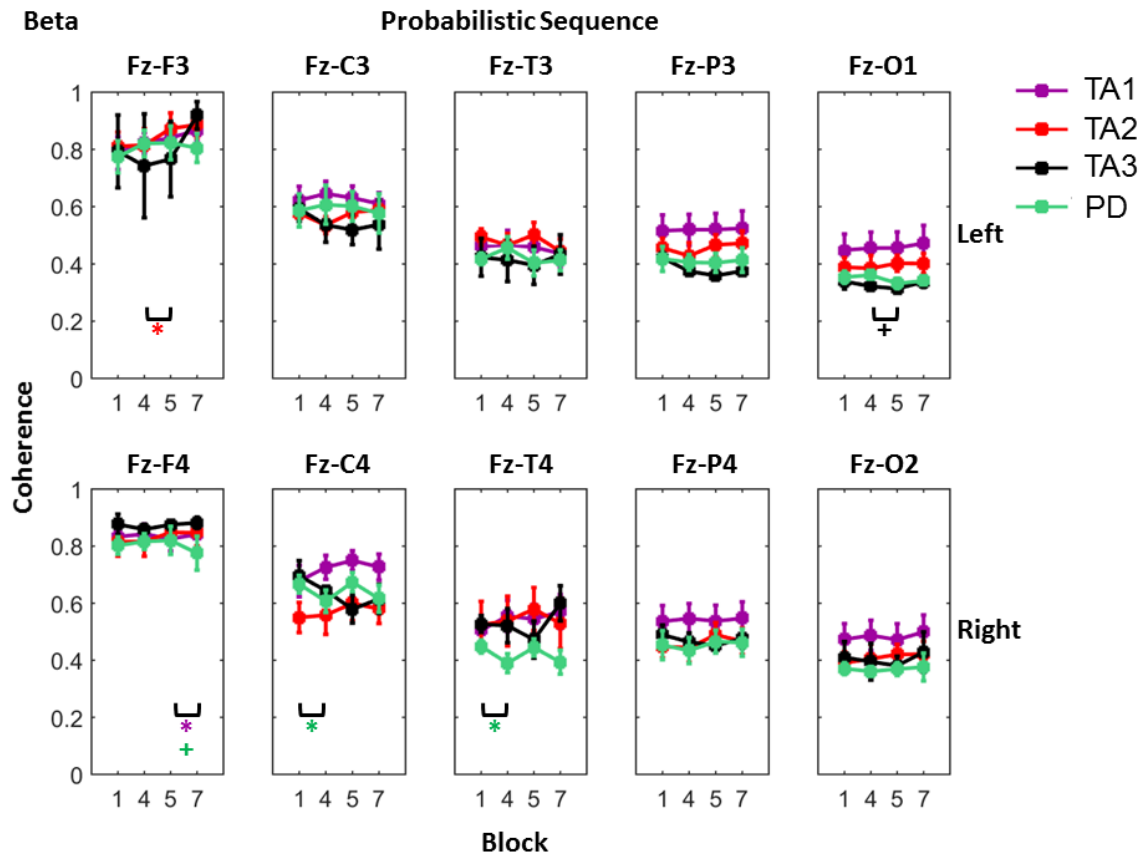 Beta
Probabilistic Sequence
Fz-F3 Fz-C3 Fz-T3 Fz-P3 Fz-O1
1
0.8
0.6
0.4
0.2
0
*
+
1 4 5 7 1 4 5 7 1 4 5 7 1 4 5 7 1 4 5 7
Left
TA1
TA2
TA3
PD
Coherence
Fz-F4 Fz-C4 Fz-T4 Fz-P4 Fz-O2
1
0.8
0.6
0.4
0.2
0
* * *
+
1 4 5 7 1 4 5 7 1 4 5 7 1 4 5 7 1 4 5 7
Right
Block